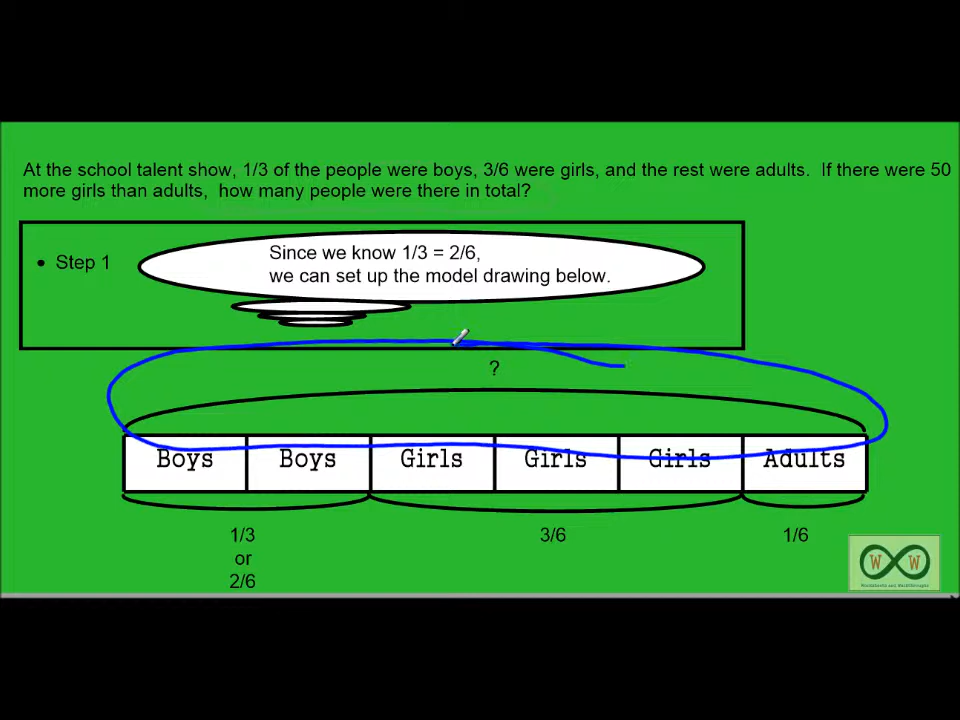 At the school talent show, 1/3 of the people were boys, 3/6 were girls, and the rest were adults. If there were 50
more girls than adults, how many people were there in total?
Since we know 1/3 = 2/6,
• Step 1
we can set up the model drawing below.
?
Boys Boys Girls Girls Girls Adults
1/3 3/6 1/6
or
2/6
W W